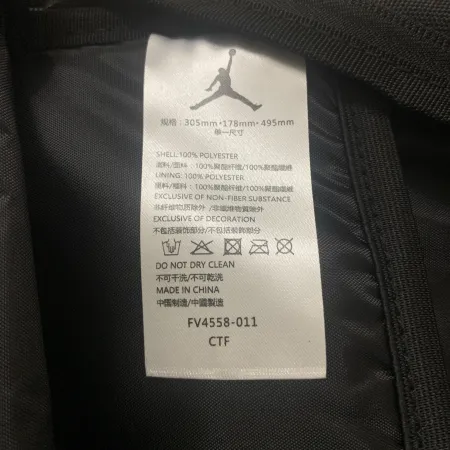 规格：305mm*178mm*495mm
单一尺寸
SHELL:100% POLYESTER
面料/面料：100%聚酯纤维/100%聚酯纖維
LINING: 100% POLYESTER
里料/裡料：100%聚酯纤维/100%聚酯纖維
EXCLUSIVE OF NON-FIBER SUBSTANCE
非纤维物质除外 /非纖維物質除外
EXCLUSIVE OF DECORATION
不包括装饰部分/不包括裝飾部分
DO NOT DRY CLEAN
不可干洗/不可乾洗
MADE IN CHINA
中国制造/中國製造
FV4558-011
CTF